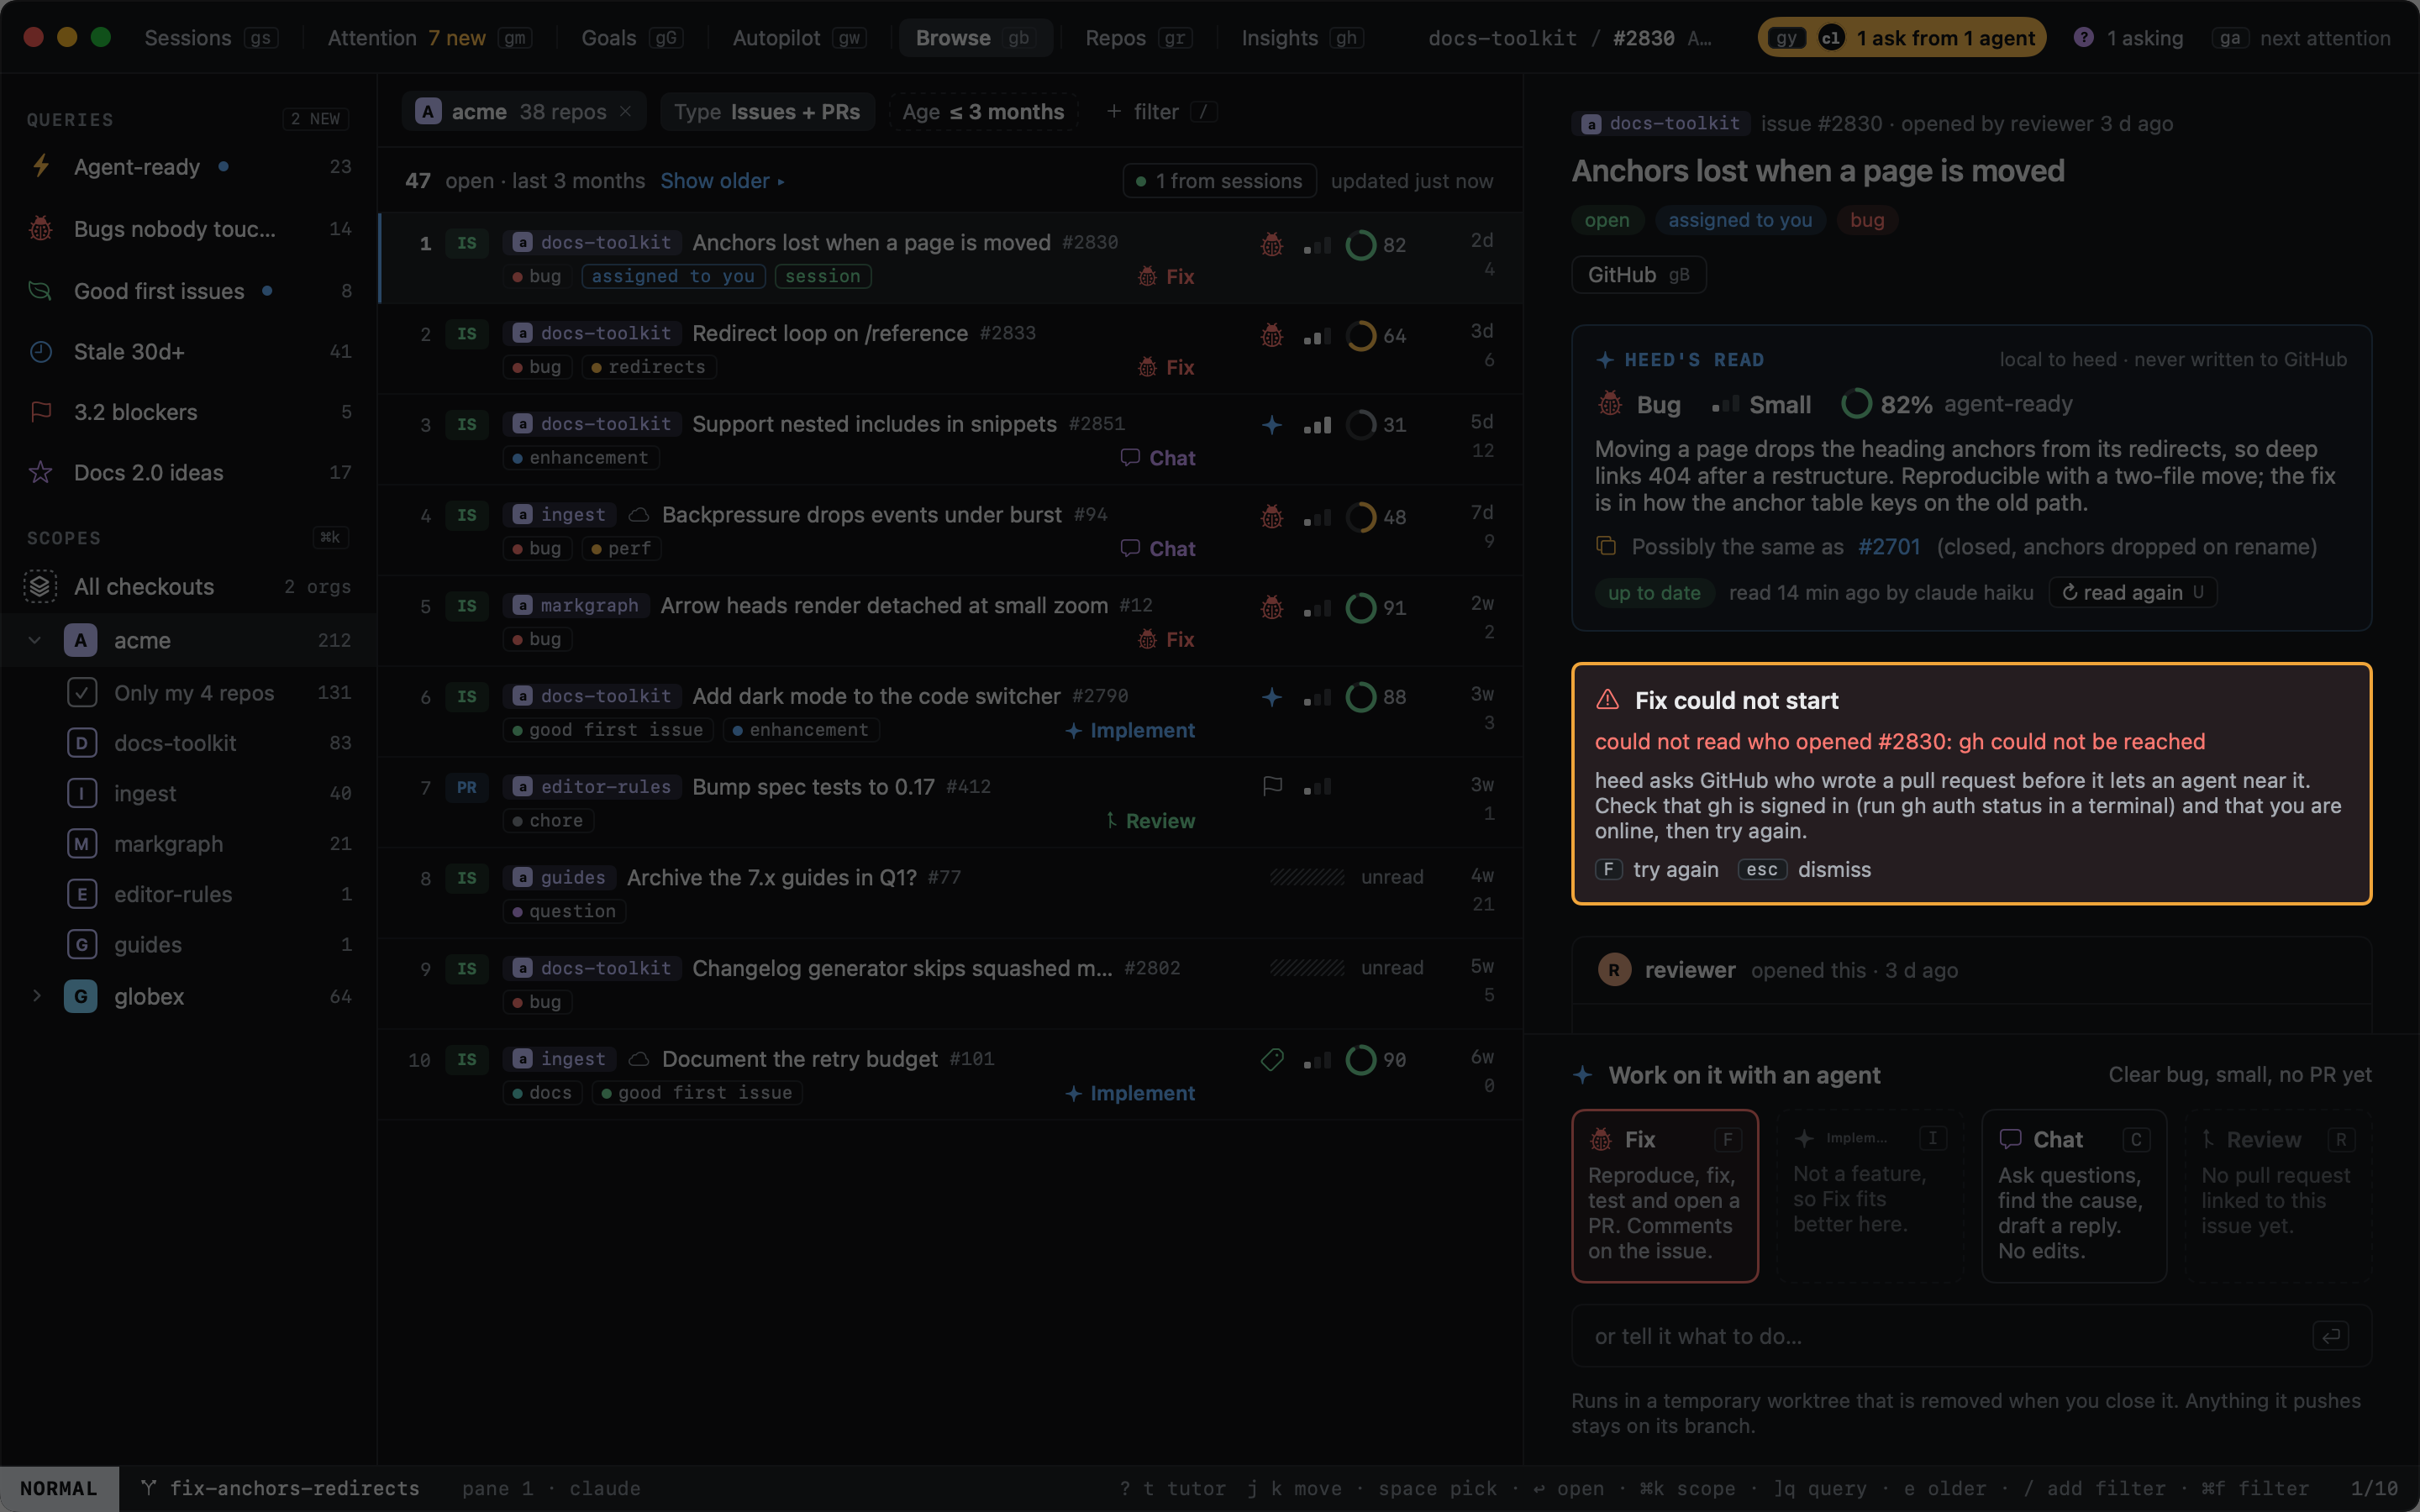 Sessions gs Attention 7 new gm Goals gG Autopilot gw Browse gb Repos gr Insights gh docs-toolkit / #2830 A… gy cl 1 ask from 1 agent ? 1 asking ga next attention
QUERIES 2 NEW
Agent-ready 23
Bugs nobody touc… 14
Good first issues 8
Stale 30d+ 41
3.2 blockers 5
Docs 2.0 ideas 17
SCOPES ⌘k
All checkouts 2 orgs
A acme 212
Only my 4 repos 131
D docs-toolkit 83
I ingest 40
M markgraph 21
E editor-rules 1
G guides 1
G globex 64
A acme 38 repos × Type Issues + PRs Age ≤ 3 months + filter /
47 open · last 3 months Show older ▸ 1 from sessions updated just now
1 IS a docs-toolkit Anchors lost when a page is moved #2830 82 2d
bug assigned to you session Fix 4
2 IS a docs-toolkit Redirect loop on /reference #2833 64 3d
bug redirects Fix 6
3 IS a docs-toolkit Support nested includes in snippets #2851 31 5d
enhancement Chat 12
4 IS a ingest Backpressure drops events under burst #94 48 7d
bug perf Chat 9
5 IS a markgraph Arrow heads render detached at small zoom #12 91 2w
bug Fix 2
6 IS a docs-toolkit Add dark mode to the code switcher #2790 88 3w
good first issue enhancement Implement 3
7 PR a editor-rules Bump spec tests to 0.17 #412 3w
chore Review 1
8 IS a guides Archive the 7.x guides in Q1? #77 unread 4w
question 21
9 IS a docs-toolkit Changelog generator skips squashed m… #2802 unread 5w
bug 5
10 IS a ingest Document the retry budget #101 90 6w
docs good first issue Implement 0
a docs-toolkit issue #2830 · opened by reviewer 3 d ago
Anchors lost when a page is moved
open assigned to you bug
GitHub gB
HEED'S READ local to heed · never written to GitHub
Bug Small 82% agent-ready
Moving a page drops the heading anchors from its redirects, so deep
links 404 after a restructure. Reproducible with a two-file move; the fix
is in how the anchor table keys on the old path.
Possibly the same as #2701 (closed, anchors dropped on rename)
up to date read 14 min ago by claude haiku read again U
Fix could not start
could not read who opened #2830: gh could not be reached
heed asks GitHub who wrote a pull request before it lets an agent near it.
Check that gh is signed in (run gh auth status in a terminal) and that you are
online, then try again.
F try again esc dismiss
R reviewer opened this · 3 d ago
Work on it with an agent Clear bug, small, no PR yet
Fix F
Reproduce, fix,
test and open a
PR. Comments
on the issue.
Implem… I
Not a feature,
so Fix fits
better here.
Chat C
Ask questions,
find the cause,
draft a reply.
No edits.
Review R
No pull request
linked to this
issue yet.
or tell it what to do…
Runs in a temporary worktree that is removed when you close it. Anything it pushes
stays on its branch.
NORMAL fix-anchors-redirects pane 1 · claude ? t tutor j k move · space pick · ↩ open · ⌘k scope · ]q query · e older · / add filter · ⌘f filter 1/10